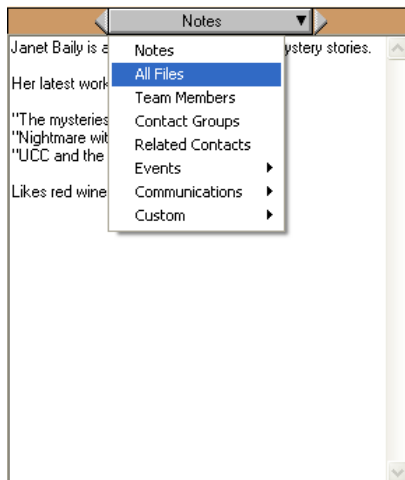 Notes
Janet Baily is a
ystery stories.
Her latest work
"The mysteries
"Nightmare wit
"UCC and the
Likes red wine
Notes
All Files
Team Members
Contact Groups
Related Contacts
Events
Communications
Custom